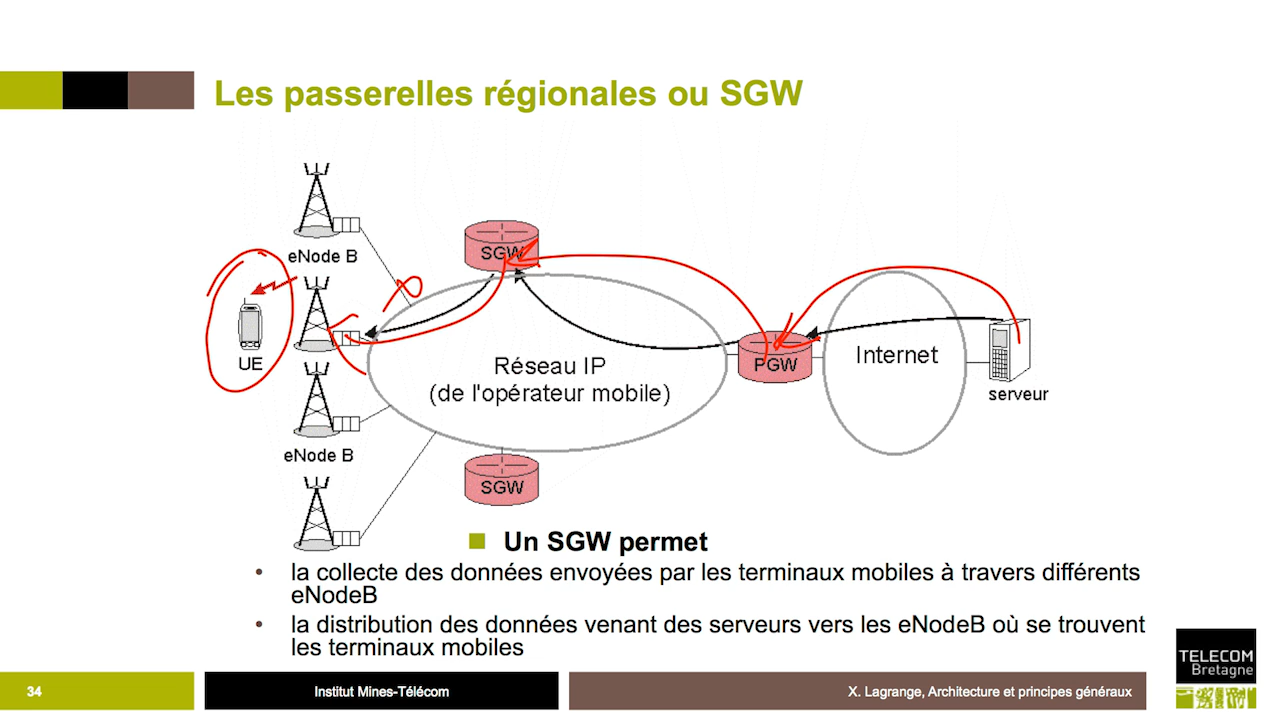 Les passerelles régionales ou SGW
eNode B
SGW
UE
Réseau IP
(de l'opérateur mobile)
PGW
Internet
serveur
eNode B
SGW
Un SGW permet
• la collecte des données envoyées par les terminaux mobiles à travers différents
eNodeB
• la distribution des données venant des serveurs vers les eNodeB où se trouvent
les terminaux mobiles
TELECOM
Bretagne
34
Institut Mines-Télécom
X. Lagrange, Architecture et principes généraux